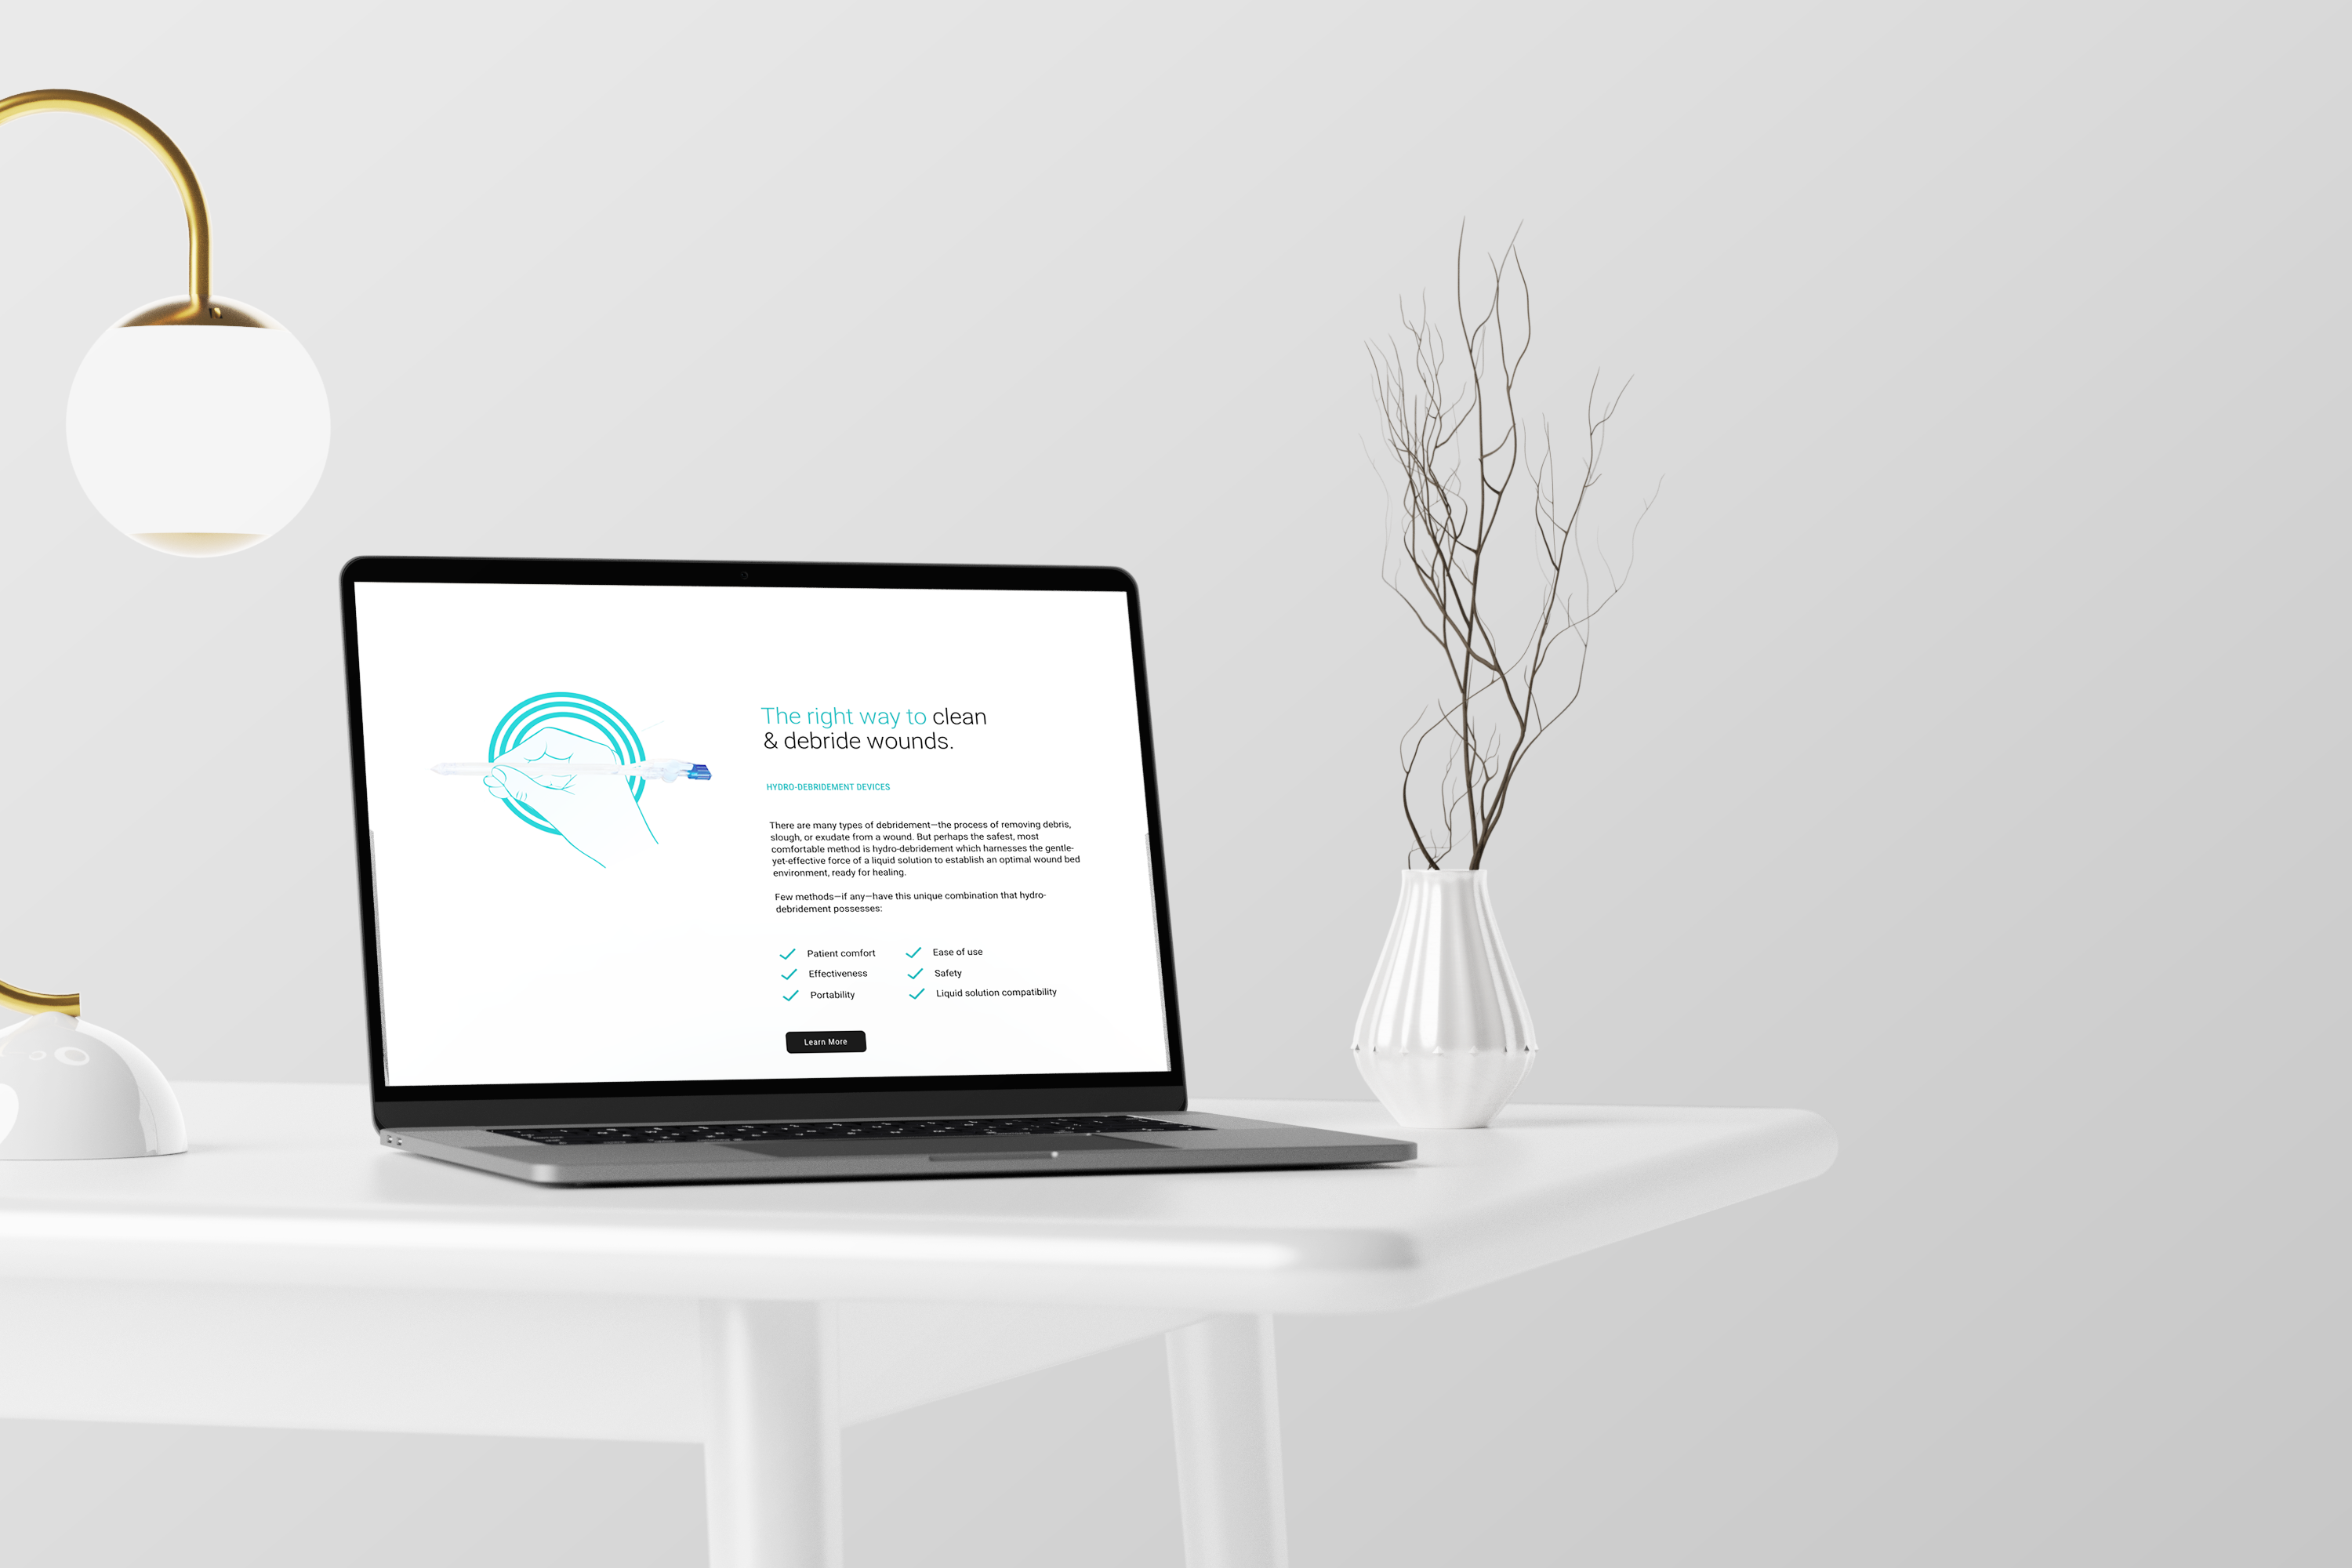 The right way to clean
& debride wounds.
HYDRO-DEBRIDEMENT DEVICES
There are many types of debridement—the process of removing debris,
slough, or exudate from a wound. But perhaps the safest, most
comfortable method is hydro-debridement which harnesses the gentle-
yet-effective force of a liquid solution to establish an optimal wound bed
environment, ready for healing.
Few methods—if any—have this unique combination that hydro-
debridement possesses:
Patient comfort
Ease of use
Effectiveness
Safety
Portability
Liquid solution compatibility
Learn More